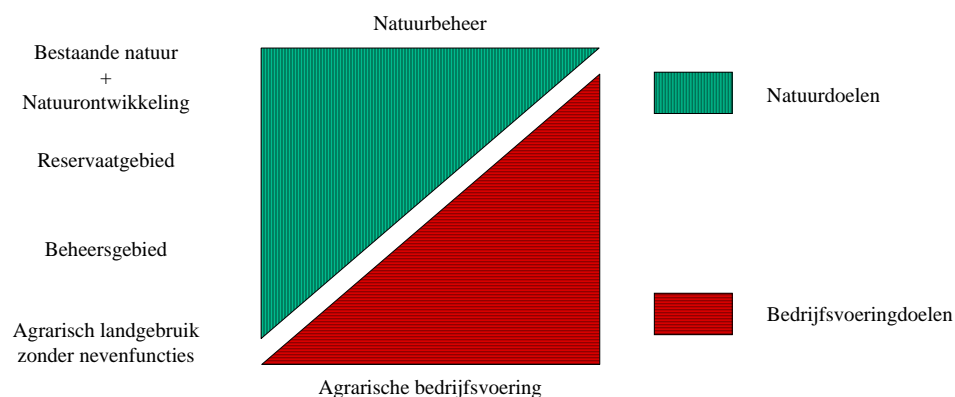 Natuurbeheer
Bestaande natuur
+
Natuurontwikkeling
Reservaatgebied
Beheersgebied
Agrarisch landgebruik
zonder nevenfuncties
Agrarische bedrijfsvoering
Natuurdoelen
Bedrijfsvoeringdoelen